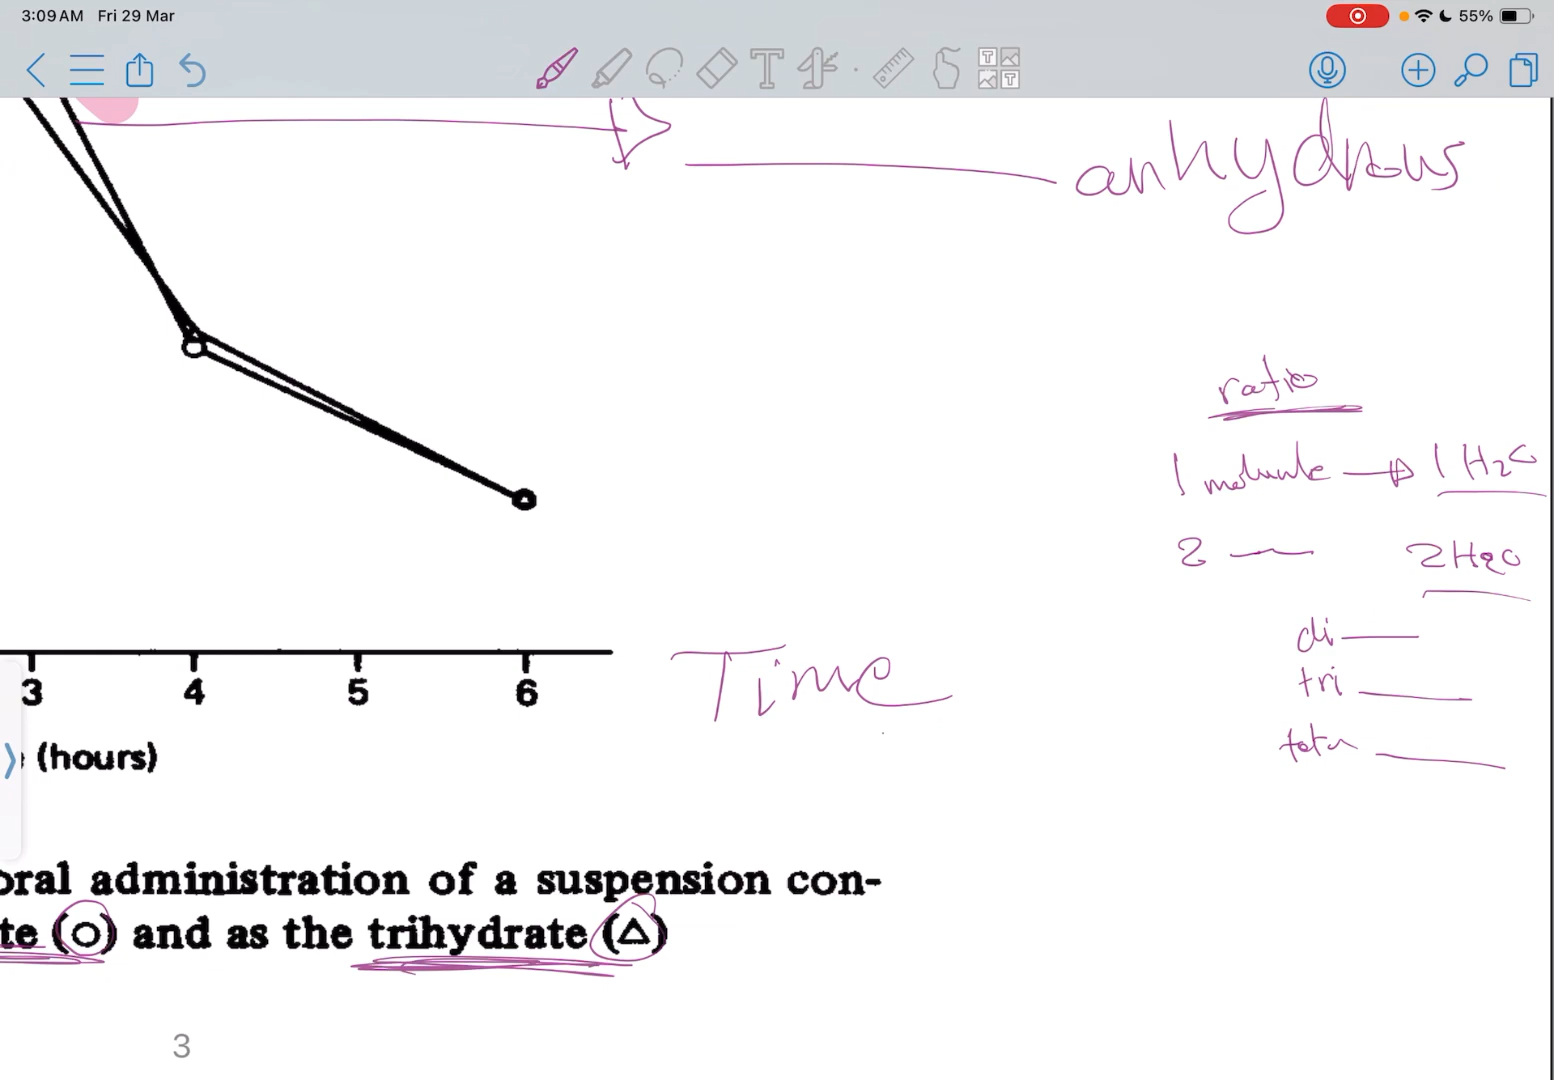 3:09 AM Fri 29 Mar 55%
anhydrous
ratio
1 molecule → 1 H2O
2 — 2H2O
di —
tri —
tetra —
Time
3 4 5 6
(hours)
oral administration of a suspension con-
te (○) and as the trihydrate (△)
3